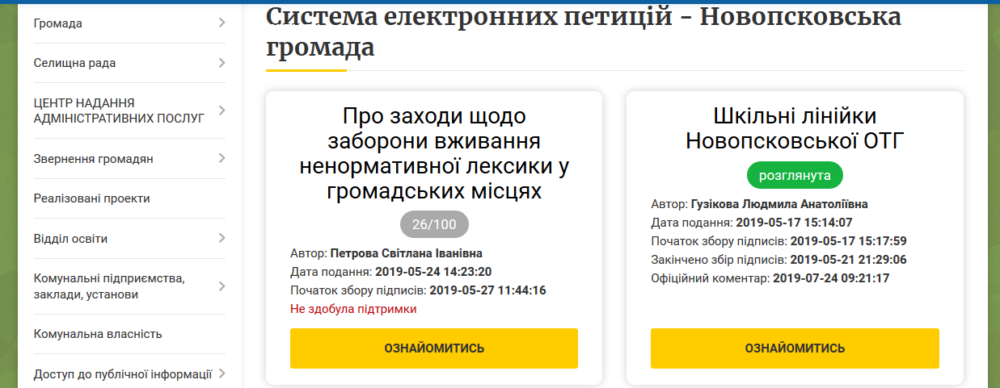 Громада
Селищна рада
ЦЕНТР НАДАННЯ
АДМІНІСТРАТИВНИХ ПОСЛУГ
Звернення громадян
Реалізовані проекти
Відділ освіти
Комунальні підприємства,
заклади, установи
Комунальна власність
Доступ до публічної інформації
Система електронних петицій - Новопсковська
громада
Про заходи щодо
заборони вживання
ненормативної лексики у
громадських місцях
26/100
Автор: Петрова Світлана Іванівна
Дата подання: 2019-05-24 14:23:20
Початок збору підписів: 2019-05-27 11:44:16
Не здобула підтримки
ОЗНАЙОМИТИСЬ
Шкільні лінійки
Новопсковської ОТГ
розглянута
Автор: Гузікова Людмила Анатоліївна
Дата подання: 2019-05-17 15:14:07
Початок збору підписів: 2019-05-17 15:17:59
Закінчено збір підписів: 2019-05-21 21:29:06
Офіційний коментар: 2019-07-24 09:21:17
ОЗНАЙОМИТИСЬ